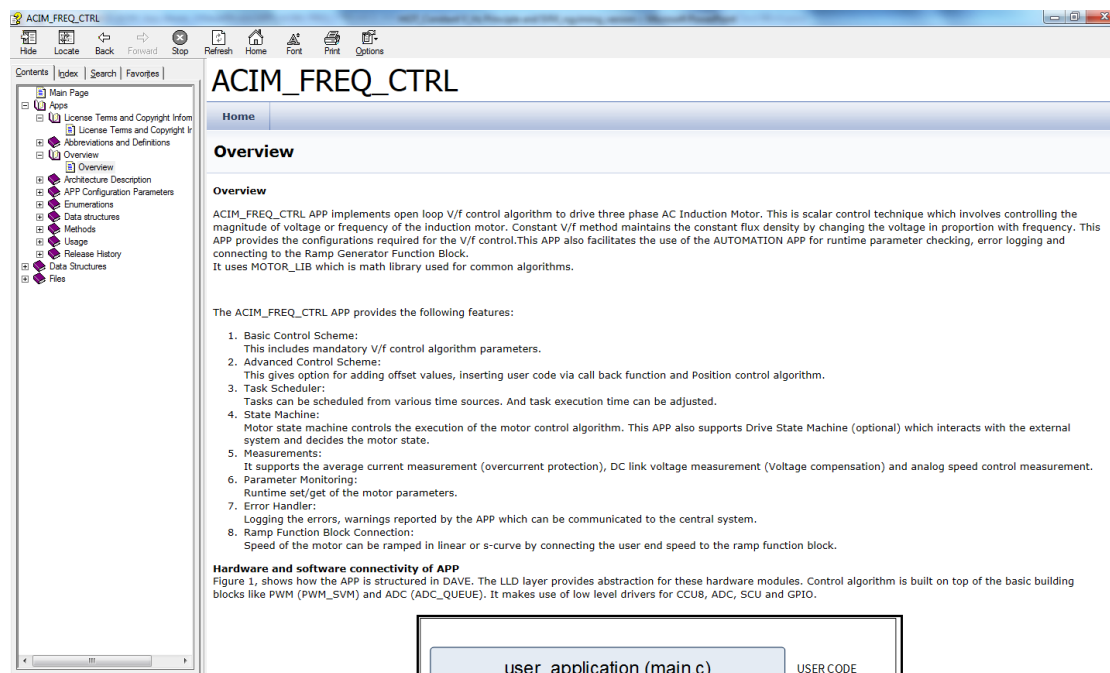 ACIM_FREQ_CTRL
Hide Locate Back Forward Stop Refresh Home Font Print Options
Contents Index Search Favorites
Main Page
Apps
License Terms and Copyright Inform
License Terms and Copyright Ir
Abbreviations and Definitions
Overview
Overview
Architecture Description
APP Configuration Parameters
Enumerations
Data structures
Methods
Usage
Release History
Data Structures
Files
ACIM_FREQ_CTRL
Home
Overview
Overview
ACIM_FREQ_CTRL APP implements open loop V/f control algorithm to drive three phase AC Induction Motor. This is scalar control technique which involves controlling the
magnitude of voltage or frequency of the induction motor. Constant V/f method maintains the constant flux density by changing the voltage in proportion with frequency. This
APP provides the configurations required for the V/f control.This APP also facilitates the use of the AUTOMATION APP for runtime parameter checking, error logging and
connecting to the Ramp Generator Function Block.
It uses MOTOR_LIB which is math library used for common algorithms.
The ACIM_FREQ_CTRL APP provides the following features:
1. Basic Control Scheme:
This includes mandatory V/f control algorithm parameters.
2. Advanced Control Scheme:
This gives option for adding offset values, inserting user code via call back function and Position control algorithm.
3. Task Scheduler:
Tasks can be scheduled from various time sources. And task execution time can be adjusted.
4. State Machine:
Motor state machine controls the execution of the motor control algorithm. This APP also supports Drive State Machine (optional) which interacts with the external
system and decides the motor state.
5. Measurements:
It supports the average current measurement (overcurrent protection), DC link voltage measurement (Voltage compensation) and analog speed control measurement.
6. Parameter Monitoring:
Runtime set/get of the motor parameters.
7. Error Handler:
Logging the errors, warnings reported by the APP which can be communicated to the central system.
8. Ramp Function Block Connection:
Speed of the motor can be ramped in linear or s-curve by connecting the user end speed to the ramp function block.
Hardware and software connectivity of APP
Figure 1, shows how the APP is structured in DAVE. The LLD layer provides abstraction for these hardware modules. Control algorithm is built on top of the basic building
blocks like PWM (PWM_SVM) and ADC (ADC_QUEUE). It makes use of low level drivers for CCU8, ADC, SCU and GPIO.
user application (main.c)
USER CODE